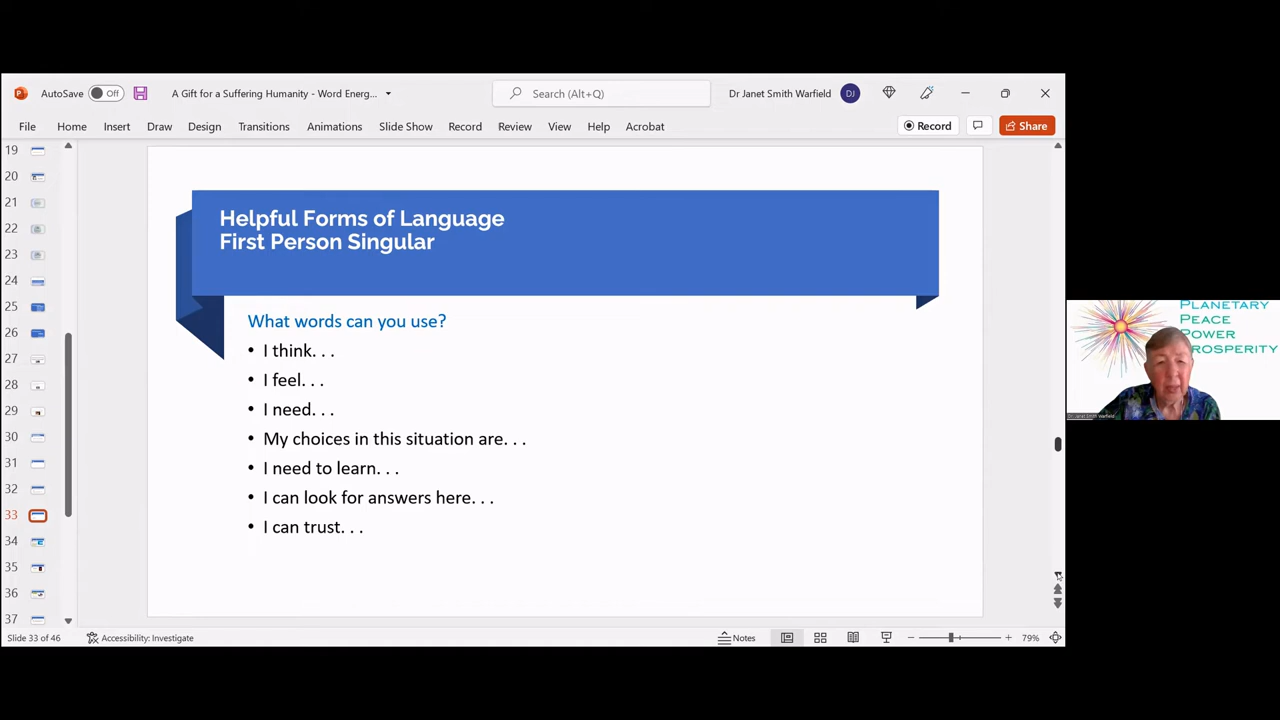 AutoSave Off A Gift for a Suffering Humanity - Word Energ... Search (Alt+Q) Dr Janet Smith Warfield DJ
File Home Insert Draw Design Transitions Animations Slide Show Record Review View Help Acrobat Record Share
19
20
21
22
23
24
25
26
27
28
29
30
31
32
33
34
35
36
37
Helpful Forms of Language
First Person Singular
What words can you use?
• I think. . .
• I feel. . .
• I need. . .
• My choices in this situation are. . .
• I need to learn. . .
• I can look for answers here. . .
• I can trust. . .
PLANETARY
PEACE
POWER
PROSPERITY
Dr. Janet Smith Warfield
Slide 33 of 46 Accessibility: Investigate Notes 79%